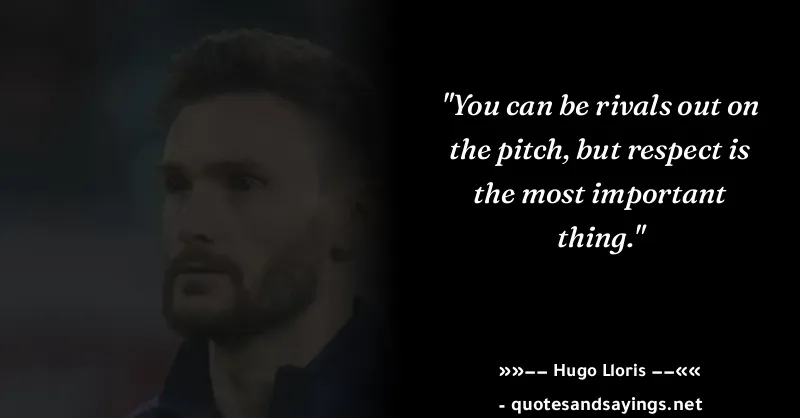 "You can be rivals out on
the pitch, but respect is
the most important
thing."
»»−− Hugo Lloris −−««
- quotesandsayings.net